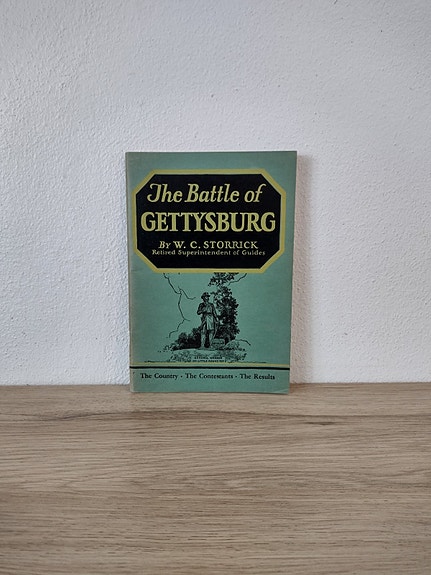 The Battle of
GETTYSBURG
By W. C. STORRICK
Retired Superintendent of Guides
The Country - The Contestants - The Results